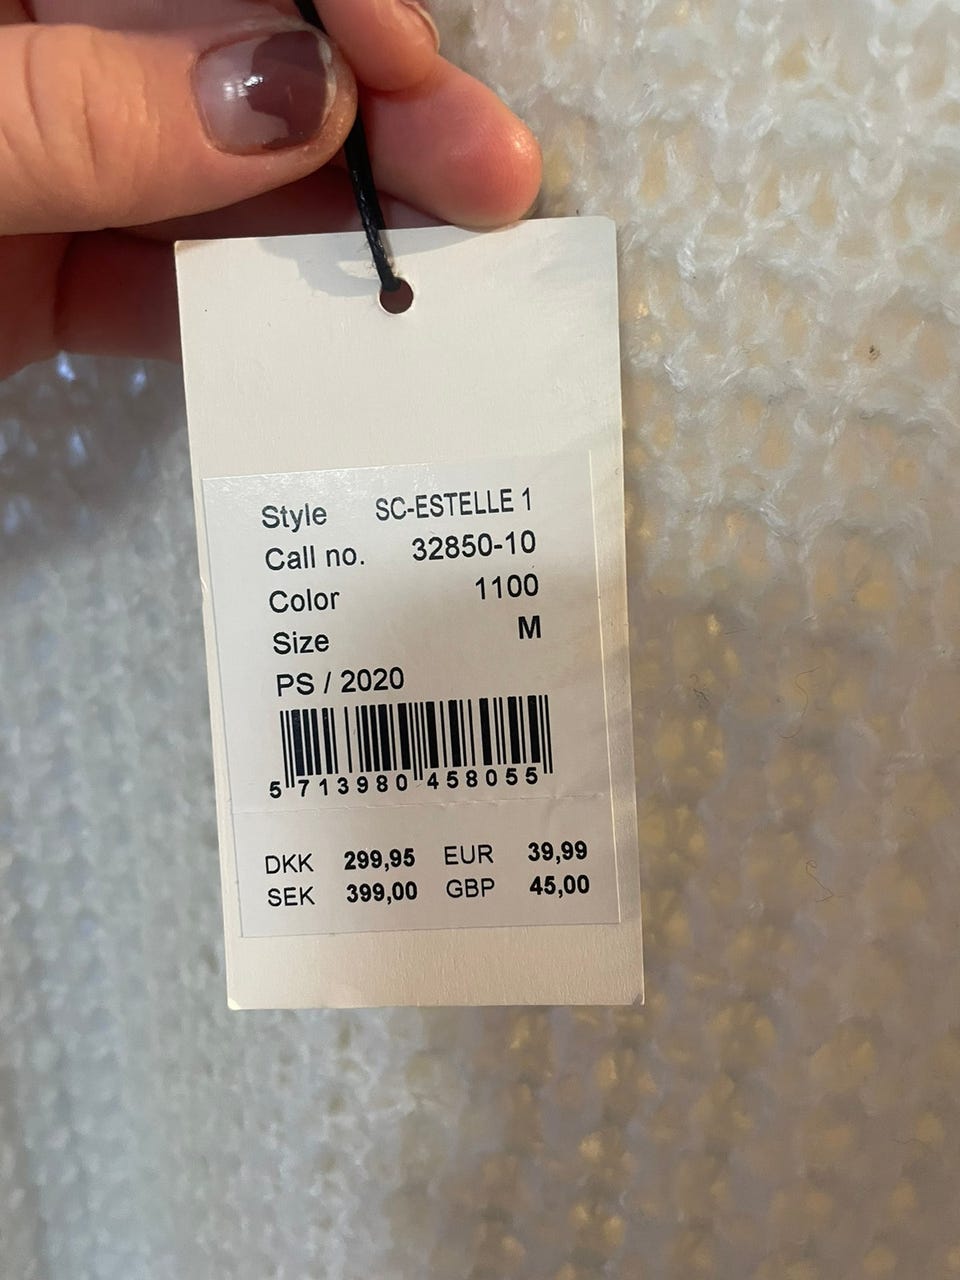 Style SC-ESTELLE 1
Call no. 32850-10
Color 1100
Size M
PS / 2020
5 713980 458055
DKK 299,95 EUR 39,99
SEK 399,00 GBP 45,00